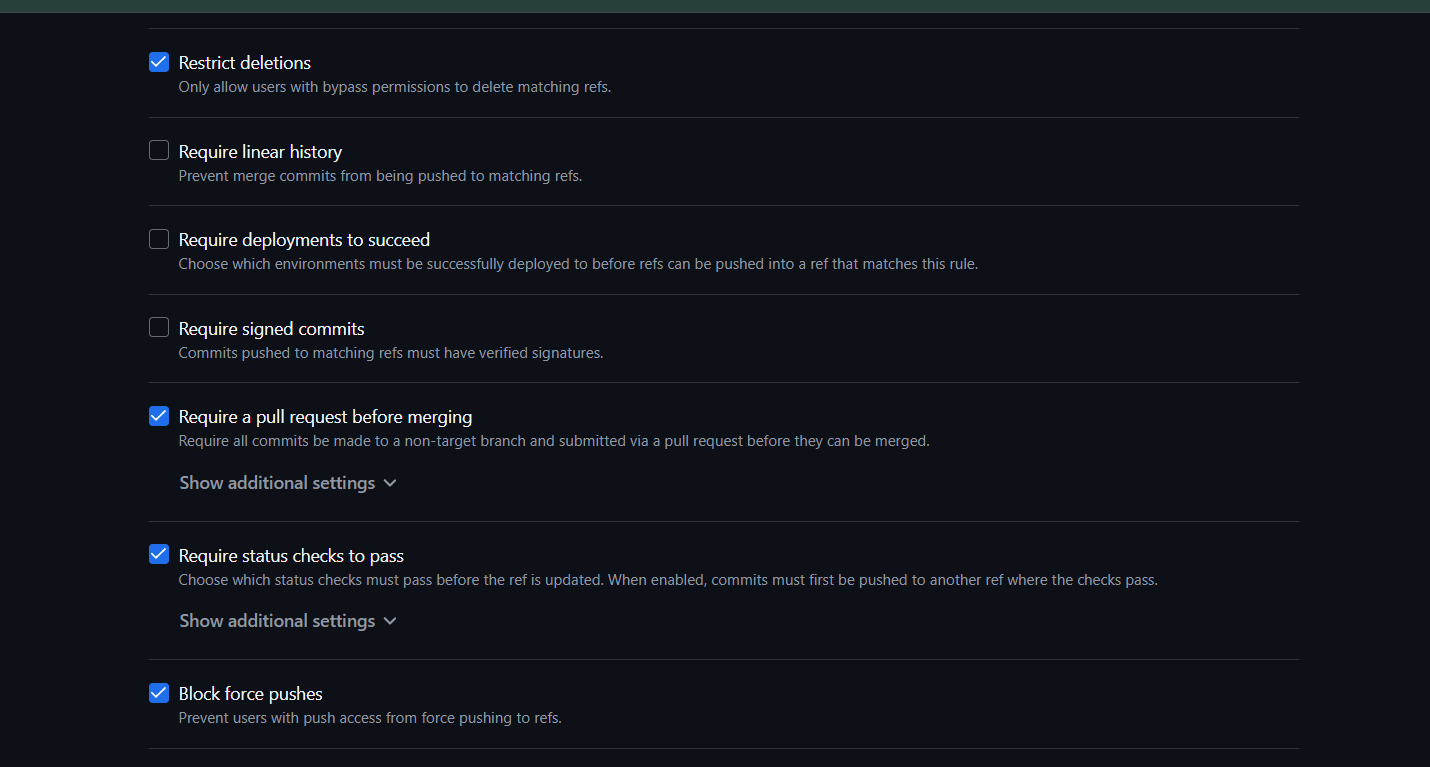 Restrict deletions
Only allow users with bypass permissions to delete matching refs.
Require linear history
Prevent merge commits from being pushed to matching refs.
Require deployments to succeed
Choose which environments must be successfully deployed to before refs can be pushed into a ref that matches this rule.
Require signed commits
Commits pushed to matching refs must have verified signatures.
Require a pull request before merging
Require all commits be made to a non-target branch and submitted via a pull request before they can be merged.
Show additional settings
Require status checks to pass
Choose which status checks must pass before the ref is updated. When enabled, commits must first be pushed to another ref where the checks pass.
Show additional settings
Block force pushes
Prevent users with push access from force pushing to refs.